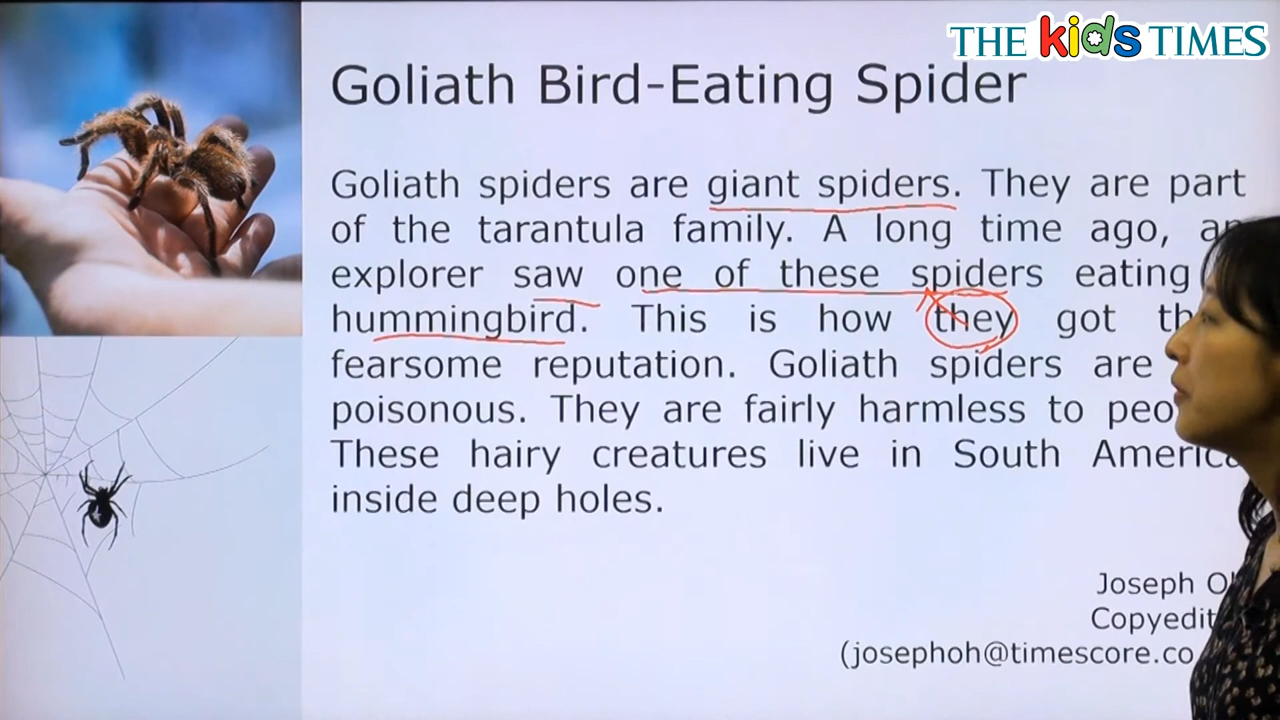 THE kids TIMES
Goliath Bird-Eating Spider
Goliath spiders are giant spiders. They are part
of the tarantula family. A long time ago, an
explorer saw one of these spiders eating
hummingbird. This is how they got
fearsome reputation. Goliath spiders are
poisonous. They are fairly harmless to
These hairy creatures live in South America
inside deep holes.
Joseph
(josephoh@timescore.co